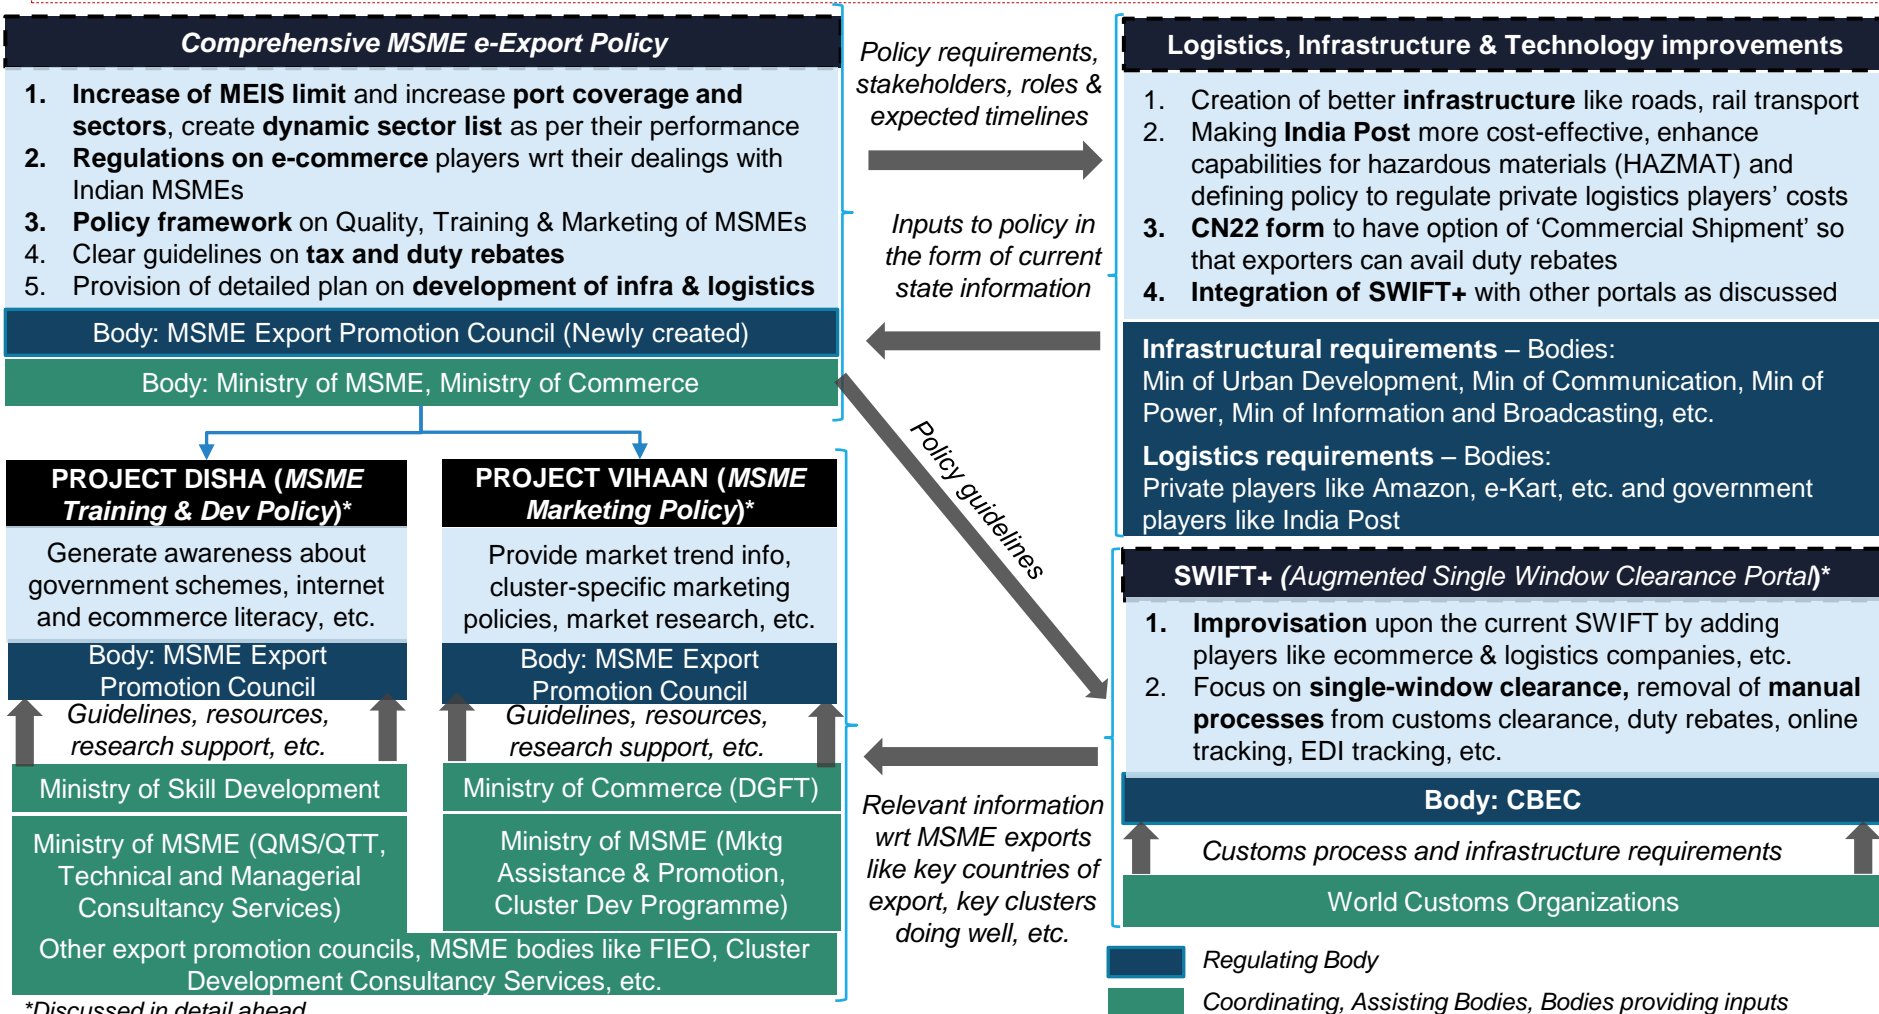 Comprehensive MSME e-Export Policy
1. Increase of MEIS limit and increase port coverage and
sectors, create dynamic sector list as per their performance
2. Regulations on e-commerce players wrt their dealings with
Indian MSMEs
3. Policy framework on Quality, Training & Marketing of MSMEs
4. Clear guidelines on tax and duty rebates
5. Provision of detailed plan on development of infra & logistics
Body: MSME Export Promotion Council (Newly created)
Body: Ministry of MSME, Ministry of Commerce
Policy requirements,
stakeholders, roles &
expected timelines
Inputs to policy in
the form of current
state information
Logistics, Infrastructure & Technology improvements
1. Creation of better infrastructure like roads, rail transport
2. Making India Post more cost-effective, enhance
capabilities for hazardous materials (HAZMAT) and
defining policy to regulate private logistics players' costs
3. CN22 form to have option of 'Commercial Shipment' so
that exporters can avail duty rebates
4. Integration of SWIFT+ with other portals as discussed
Infrastructural requirements – Bodies:
Min of Urban Development, Min of Communication, Min of
Power, Min of Information and Broadcasting, etc.
Logistics requirements – Bodies:
Private players like Amazon, e-Kart, etc. and government
players like India Post
Policy guidelines
PROJECT DISHA (MSME
Training & Dev Policy)*
Generate awareness about
government schemes, internet
and ecommerce literacy, etc.
Body: MSME Export
Promotion Council
Guidelines, resources,
research support, etc.
Ministry of Skill Development
Ministry of MSME (QMS/QTT,
Technical and Managerial
Consultancy Services)
PROJECT VIHAAN (MSME
Marketing Policy)*
Provide market trend info,
cluster-specific marketing
policies, market research, etc.
Body: MSME Export
Promotion Council
Guidelines, resources,
research support, etc.
Ministry of Commerce (DGFT)
Ministry of MSME (Mktg
Assistance & Promotion,
Cluster Dev Programme)
Other export promotion councils, MSME bodies like FIEO, Cluster
Development Consultancy Services, etc.
*Discussed in detail ahead
Relevant information
wrt MSME exports
like key countries of
export, key clusters
doing well, etc.
SWIFT+ (Augmented Single Window Clearance Portal)*
1. Improvisation upon the current SWIFT by adding
players like ecommerce & logistics companies, etc.
2. Focus on single-window clearance, removal of manual
processes from customs clearance, duty rebates, online
tracking, EDI tracking, etc.
Body: CBEC
Customs process and infrastructure requirements
World Customs Organizations
Regulating Body
Coordinating, Assisting Bodies, Bodies providing inputs